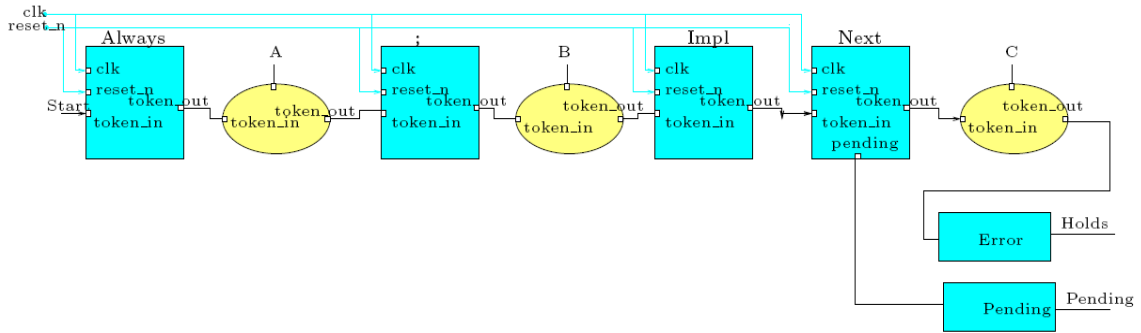 clk
reset_n
Always
;
Impl
Next
A
B
C
clk
reset_n
Start
token_in
token_out
token_in
token_out
clk
reset_n
token_in
token_out
token_in
token_out
clk
reset_n
token_in
token_out
clk
reset_n
token_in
token_out
pending
token_in
token_out
Error
Holds
Pending
Pending